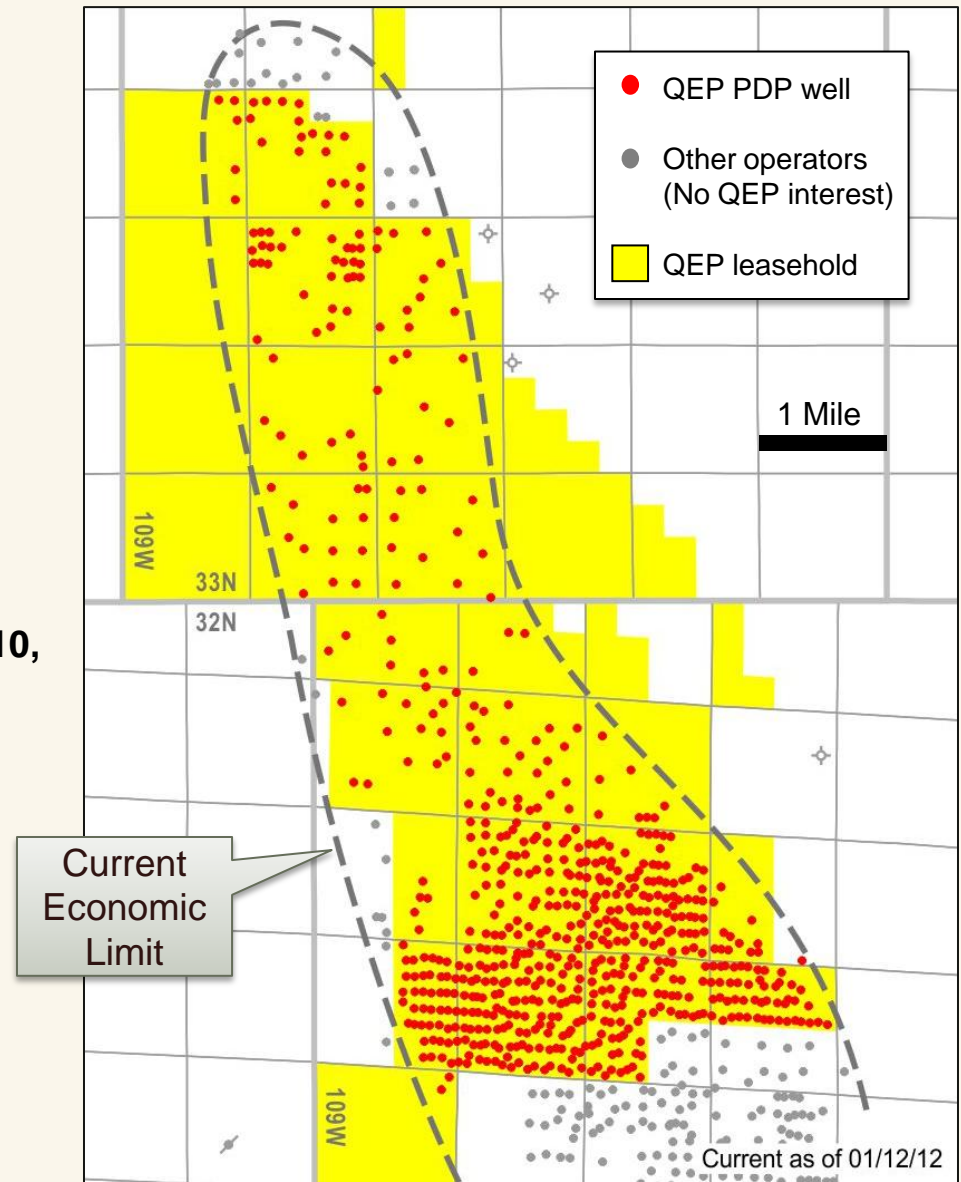 QEP PDP well
Other operators
(No QEP interest)
QEP leasehold
1 Mile
109W
33N
32N
10,
Current
Economic
Limit
109W
Current as of 01/12/12